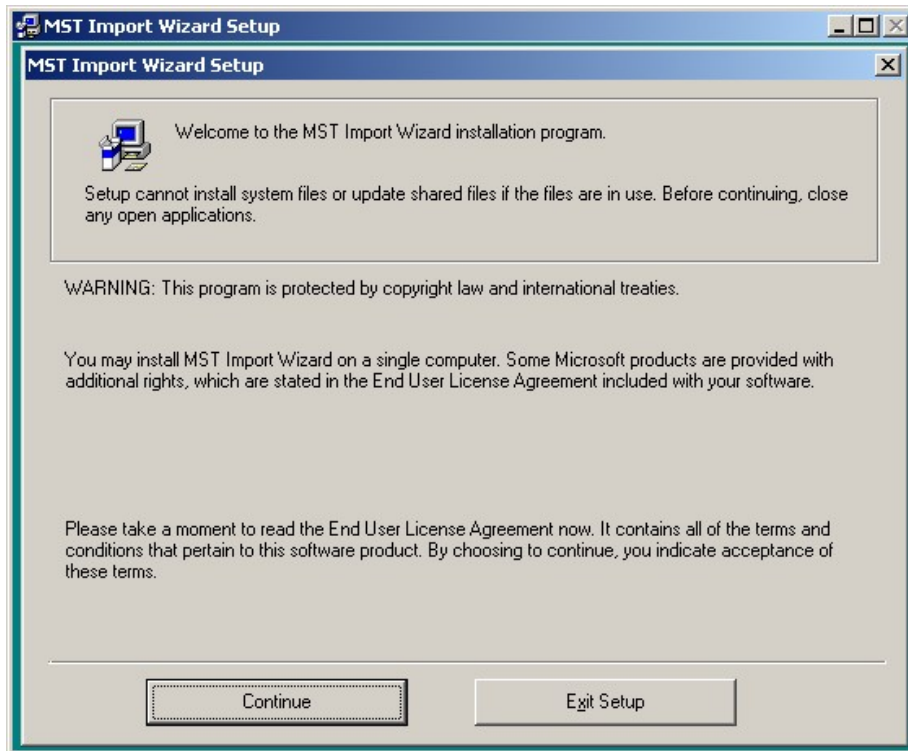 MST Import Wizard Setup
MST Import Wizard Setup
Welcome to the MST Import Wizard installation program.
Setup cannot install system files or update shared files if the files are in use. Before continuing, close
any open applications.
WARNING: This program is protected by copyright law and international treaties.
You may install MST Import Wizard on a single computer. Some Microsoft products are provided with
additional rights, which are stated in the End User License Agreement included with your software.
Please take a moment to read the End User License Agreement now. It contains all of the terms and
conditions that pertain to this software product. By choosing to continue, you indicate acceptance of
these terms.
Continue
Exit Setup